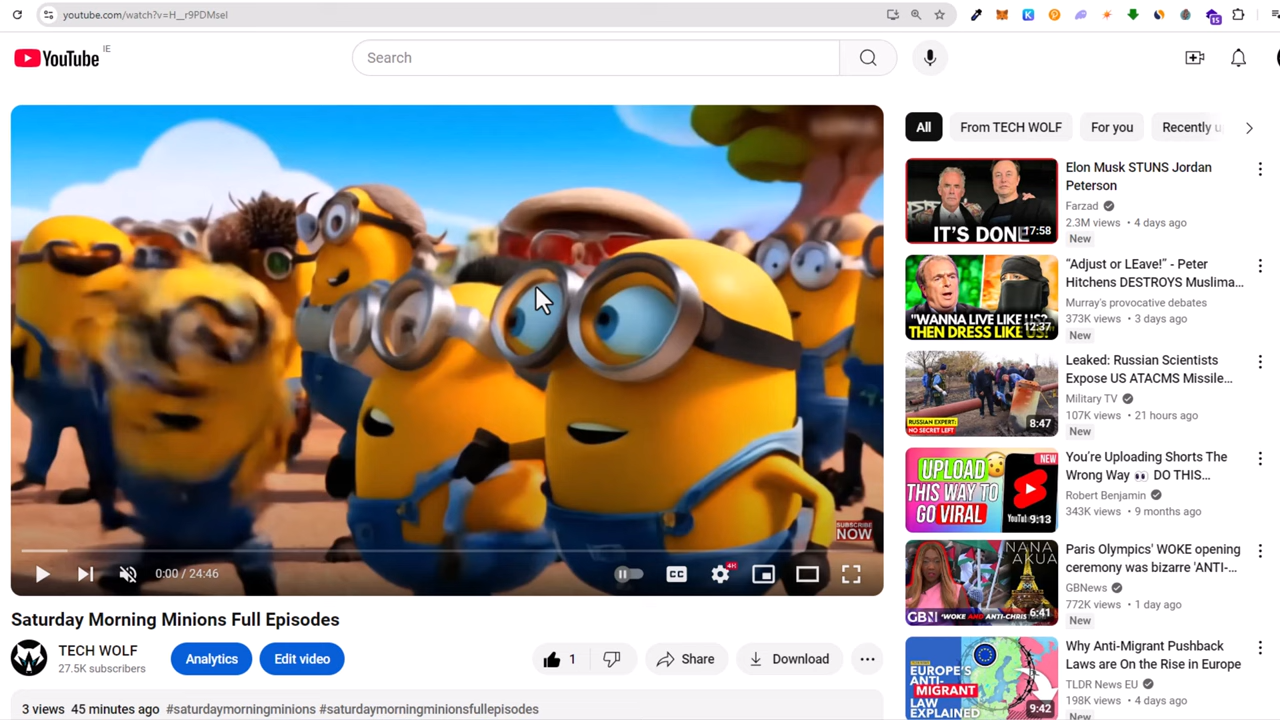 youtube.com/watch?v=H__r9PDMseI
15
YouTube IE
Search
SUBSCRIBE
NOW
0:00 / 24:46
CC
4K
Saturday Morning Minions Full Episodes
TECH WOLF
27.5K subscribers
Analytics
Edit video
1
Share
Download
3 views 45 minutes ago #saturdaymorningminions #saturdaymorningminionsfullepisodes
All
From TECH WOLF
For you
Recently u
IT'S DONE
17:58
Elon Musk STUNS Jordan
Peterson
Farzad
2.3M views • 4 days ago
New
"WANNA LIVE LIKE US?
THEN DRESS LIKE US!"
12:37
“Adjust or LEave!” - Peter
Hitchens DESTROYS Muslima...
Murray's provocative debates
373K views • 3 days ago
New
RUSSIAN EXPERT:
NO SECRET LEFT
8:47
Leaked: Russian Scientists
Expose US ATACMS Missile...
Military TV
107K views • 21 hours ago
New
NEW
UPLOAD
THIS WAY TO
GO VIRAL
9:13
You're Uploading Shorts The
Wrong Way 👀 DO THIS...
Robert Benjamin
343K views • 9 months ago
NANA
AKUA
GBN
'WOKE AND ANTI-CHRIS
6:41
Paris Olympics' WOKE opening
ceremony was bizarre 'ANTI-...
GBNews
772K views • 1 day ago
New
EUROPE'S
ANTI-
MIGRANT
LAW
EXPLAINED
9:42
Why Anti-Migrant Pushback
Laws are On the Rise in Europe
TLDR News EU
198K views • 4 days ago
New